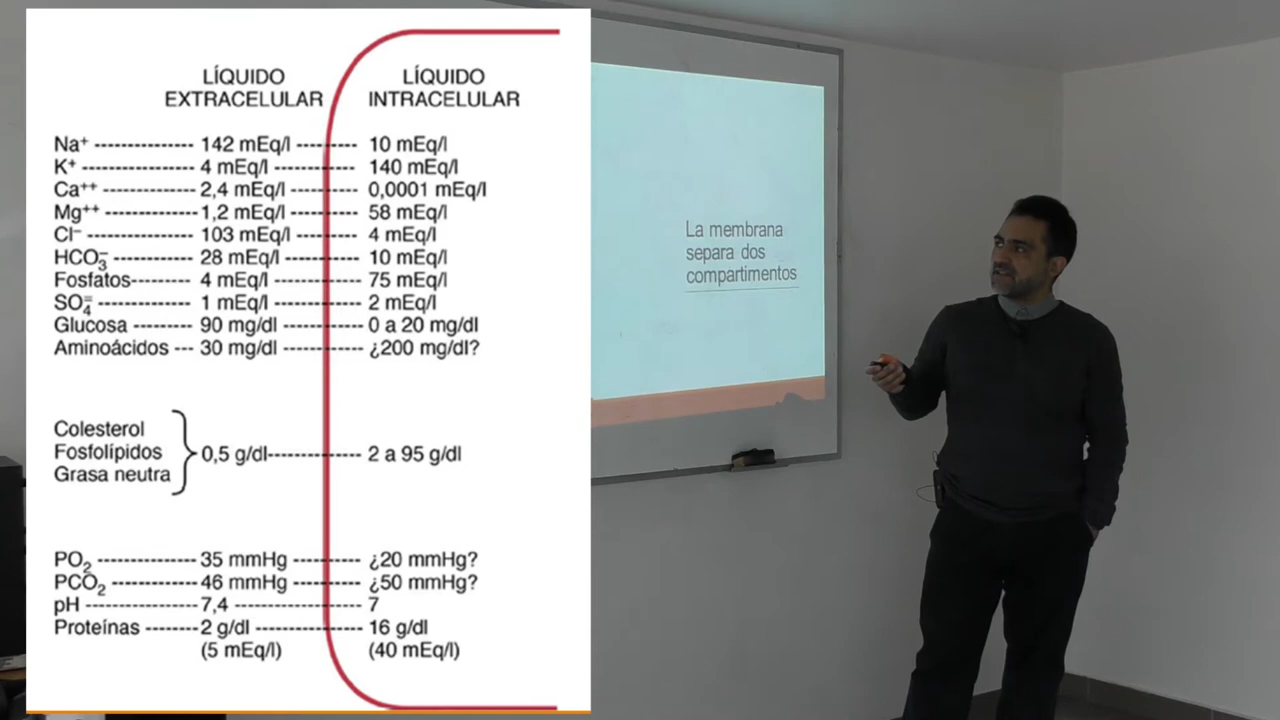 LÍQUIDO EXTRACELULAR LÍQUIDO INTRACELULAR
Na⁺ 142 mEq/l 10 mEq/l
K⁺ 4 mEq/l 140 mEq/l
Ca⁺⁺ 2,4 mEq/l 0,0001 mEq/l
Mg⁺⁺ 1,2 mEq/l 58 mEq/l
Cl⁻ 103 mEq/l 4 mEq/l
HCO₃⁻ 28 mEq/l 10 mEq/l
Fosfatos 4 mEq/l 75 mEq/l
SO₄⁼ 1 mEq/l 2 mEq/l
Glucosa 90 mg/dl 0 a 20 mg/dl
Aminoácidos 30 mg/dl ¿200 mg/dl?
Colesterol
Fosfolípidos 0,5 g/dl 2 a 95 g/dl
Grasa neutra
PO₂ 35 mmHg ¿20 mmHg?
PCO₂ 46 mmHg ¿50 mmHg?
pH 7,4 7
Proteínas 2 g/dl 16 g/dl
(5 mEq/l) (40 mEq/l)
La membrana
separa dos
compartimentos